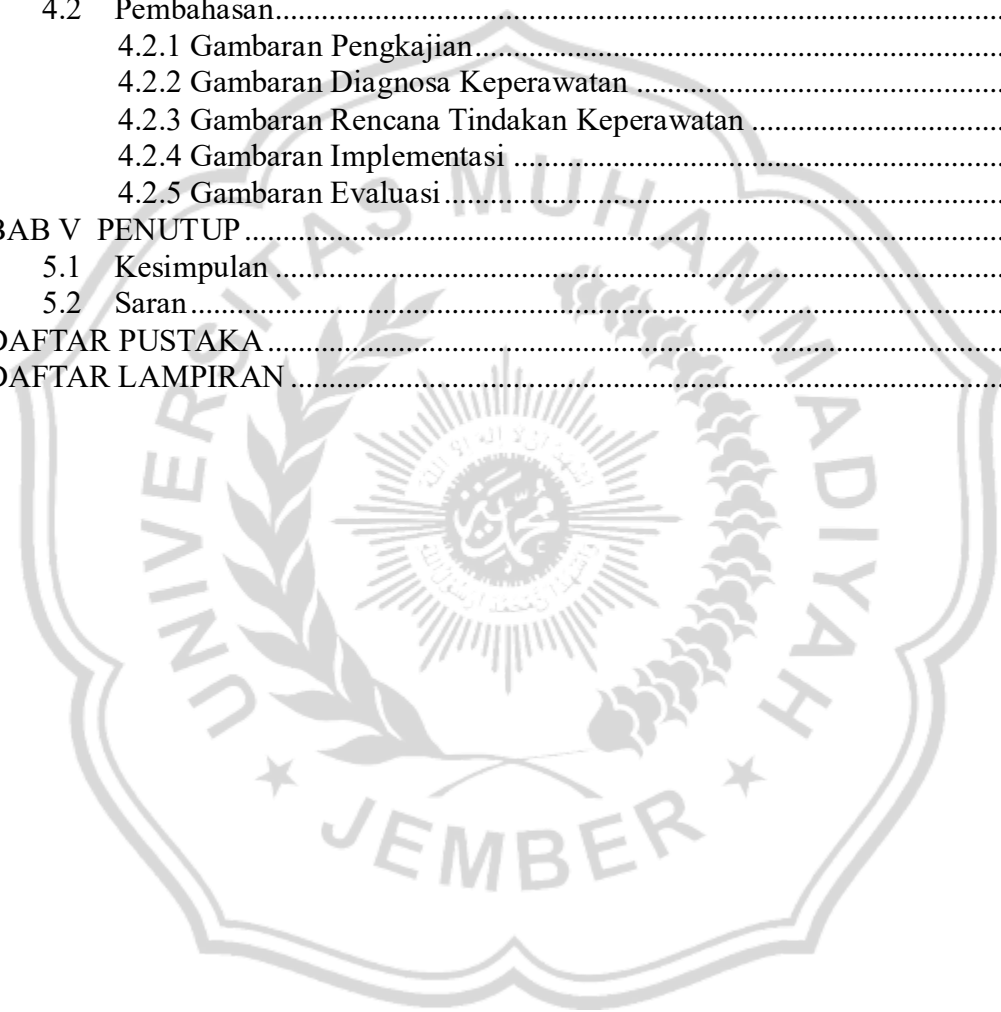 4.2 Pembahasan................................................................
4.2.1 Gambaran Pengkajian................................................................
4.2.2 Gambaran Diagnosa Keperawatan ................................................................
4.2.3 Gambaran Rencana Tindakan Keperawatan ................................................................
4.2.4 Gambaran Implementasi ................................................................
4.2.5 Gambaran Evaluasi ................................................................
BAB V PENUTUP ................................................................
5.1 Kesimpulan ................................................................
5.2 Saran ................................................................
DAFTAR PUSTAKA ................................................................
DAFTAR LAMPIRAN ................................................................
UNIVERSITAS MUHAMMADIYAH
JEMBER